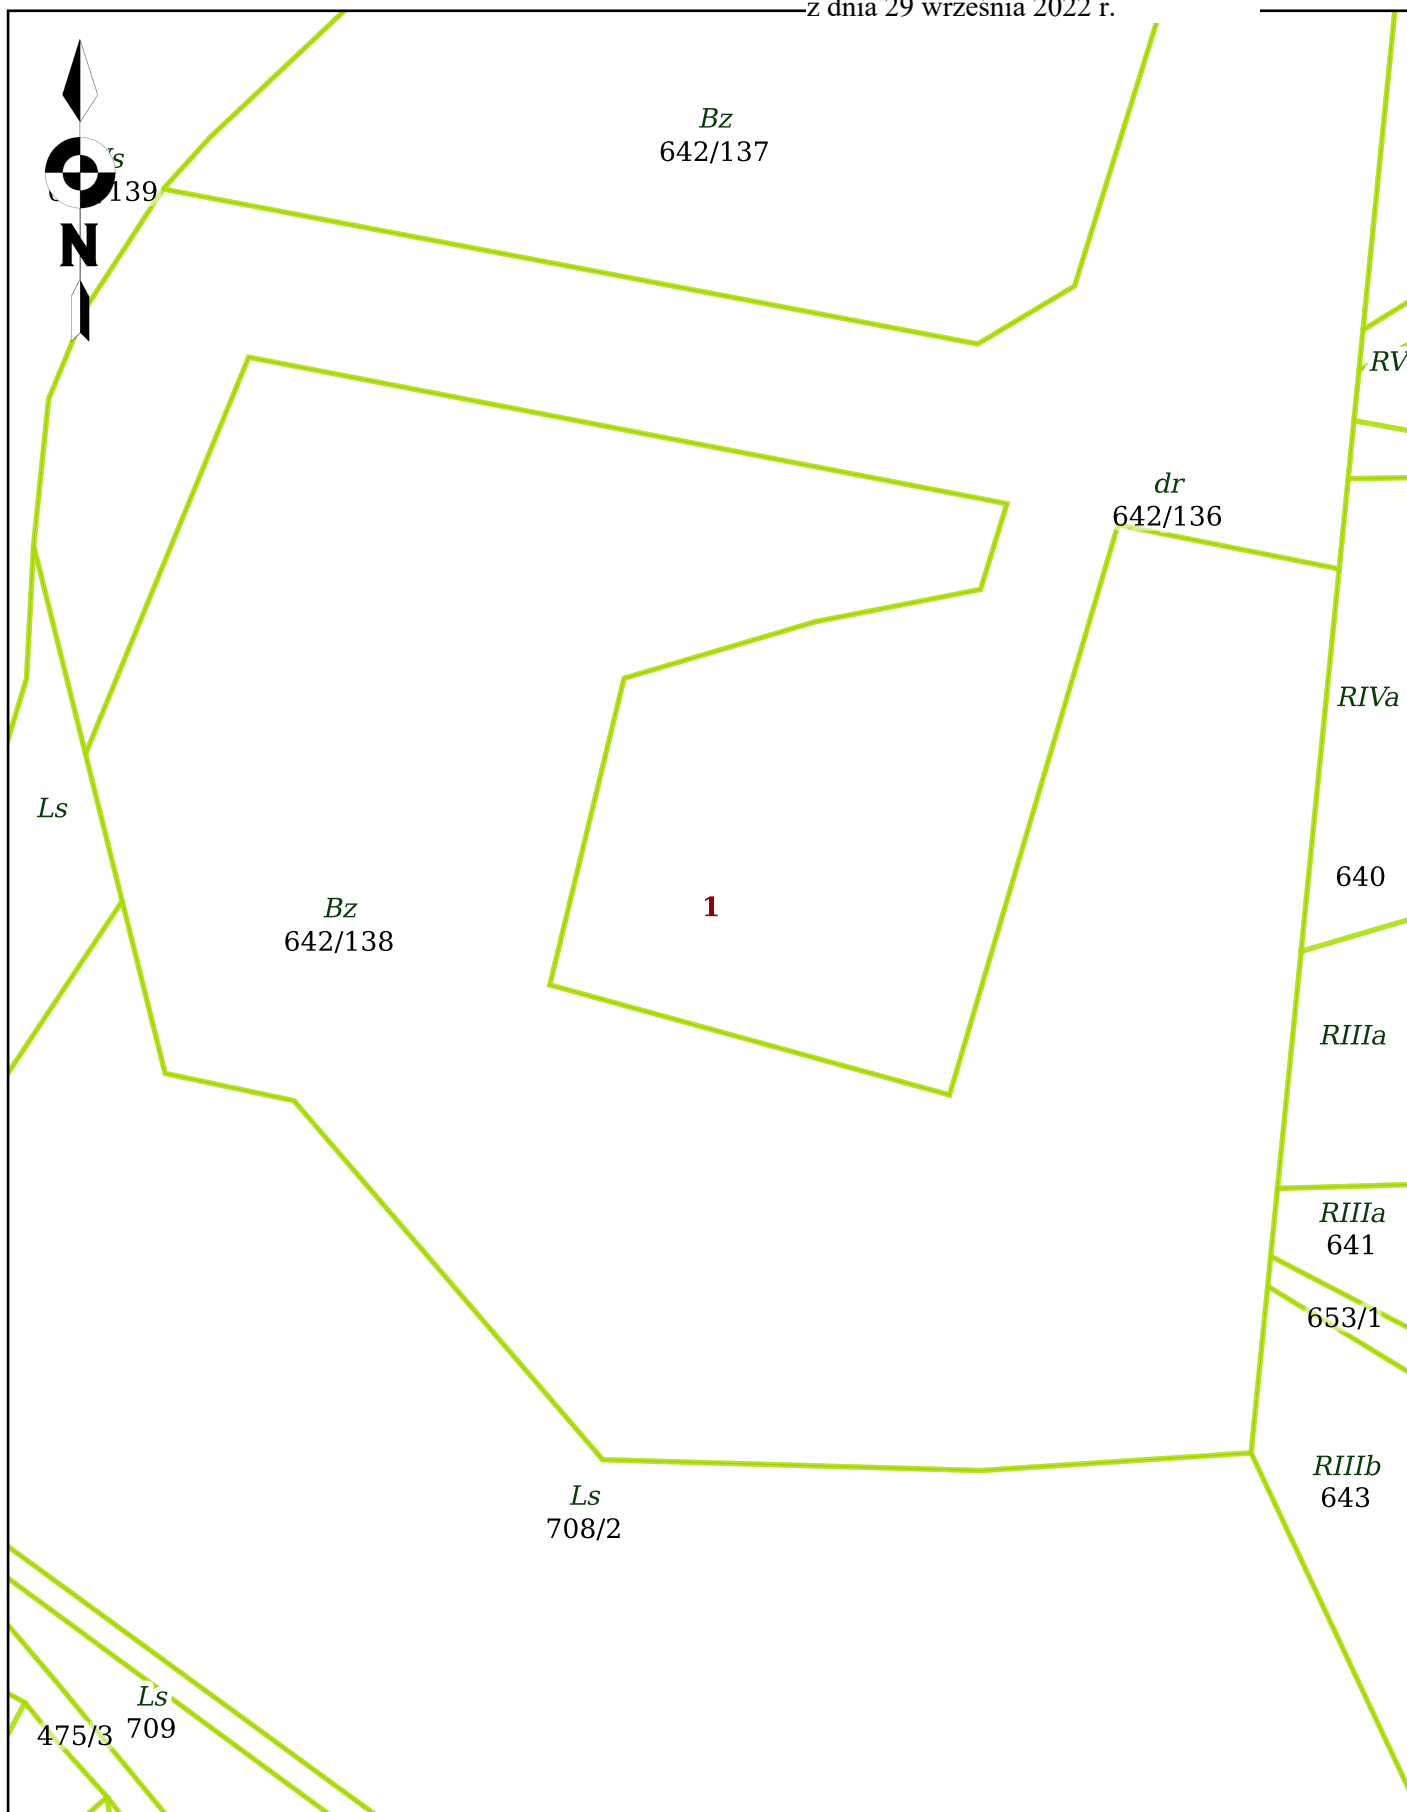 z dnia 29 września 2022 r.
Bz
642/137
139
N
RV
dr
642/136
RIVa
Ls
640
Bz
642/138
1
RIIIa
RIIIa
641
653/1
RIIIb
643
Ls
708/2
Ls
709
475/3